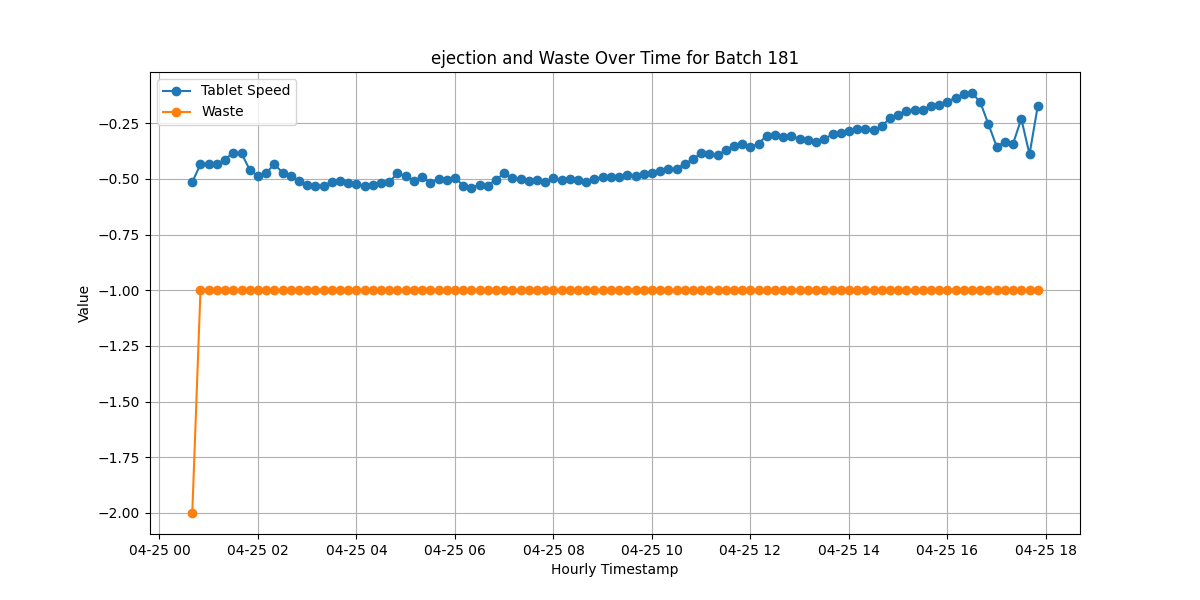 ejection and Waste Over Time for Batch 181
Tablet Speed
Waste
−0.25
−0.50
−0.75
−1.00
−1.25
−1.50
−1.75
−2.00
Value
04-25 00 04-25 02 04-25 04 04-25 06 04-25 08 04-25 10 04-25 12 04-25 14 04-25 16 04-25 18
Hourly Timestamp